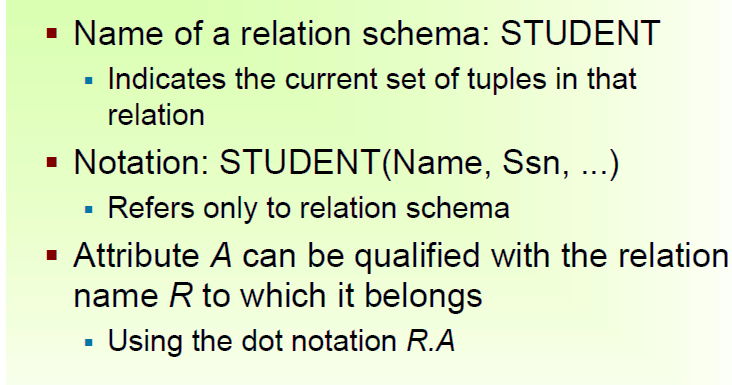 Name of a relation schema: STUDENT
Indicates the current set of tuples in that
relation
Notation: STUDENT(Name, Ssn, ...)
Refers only to relation schema
Attribute A can be qualified with the relation
name R to which it belongs
Using the dot notation R.A